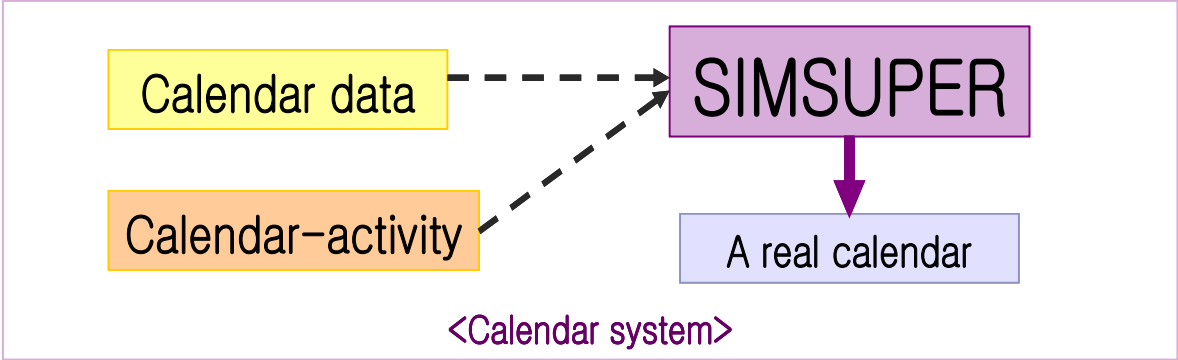 Calendar data
SIMSUPER
Calendar-activity
A real calendar
<Calendar system>